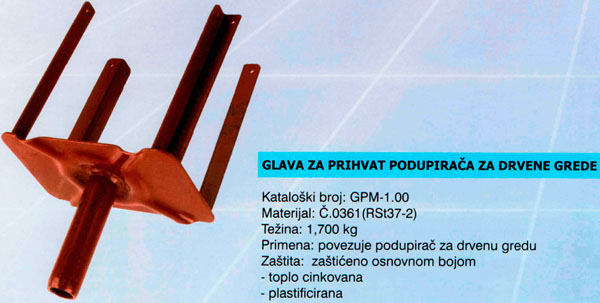 GLAVA ZA PRIHVAT PODUPIRAČA ZA DRVENE GREDE
Kataloški broj: GPM-1.00
Materijal: Č.0361(RSt37-2)
Težina: 1,700 kg
Primena: povezuje podupirač za drvenu gredu
Zaštita: zaštićeno osnovnom bojom
- toplo cinkovana
- plastificirana